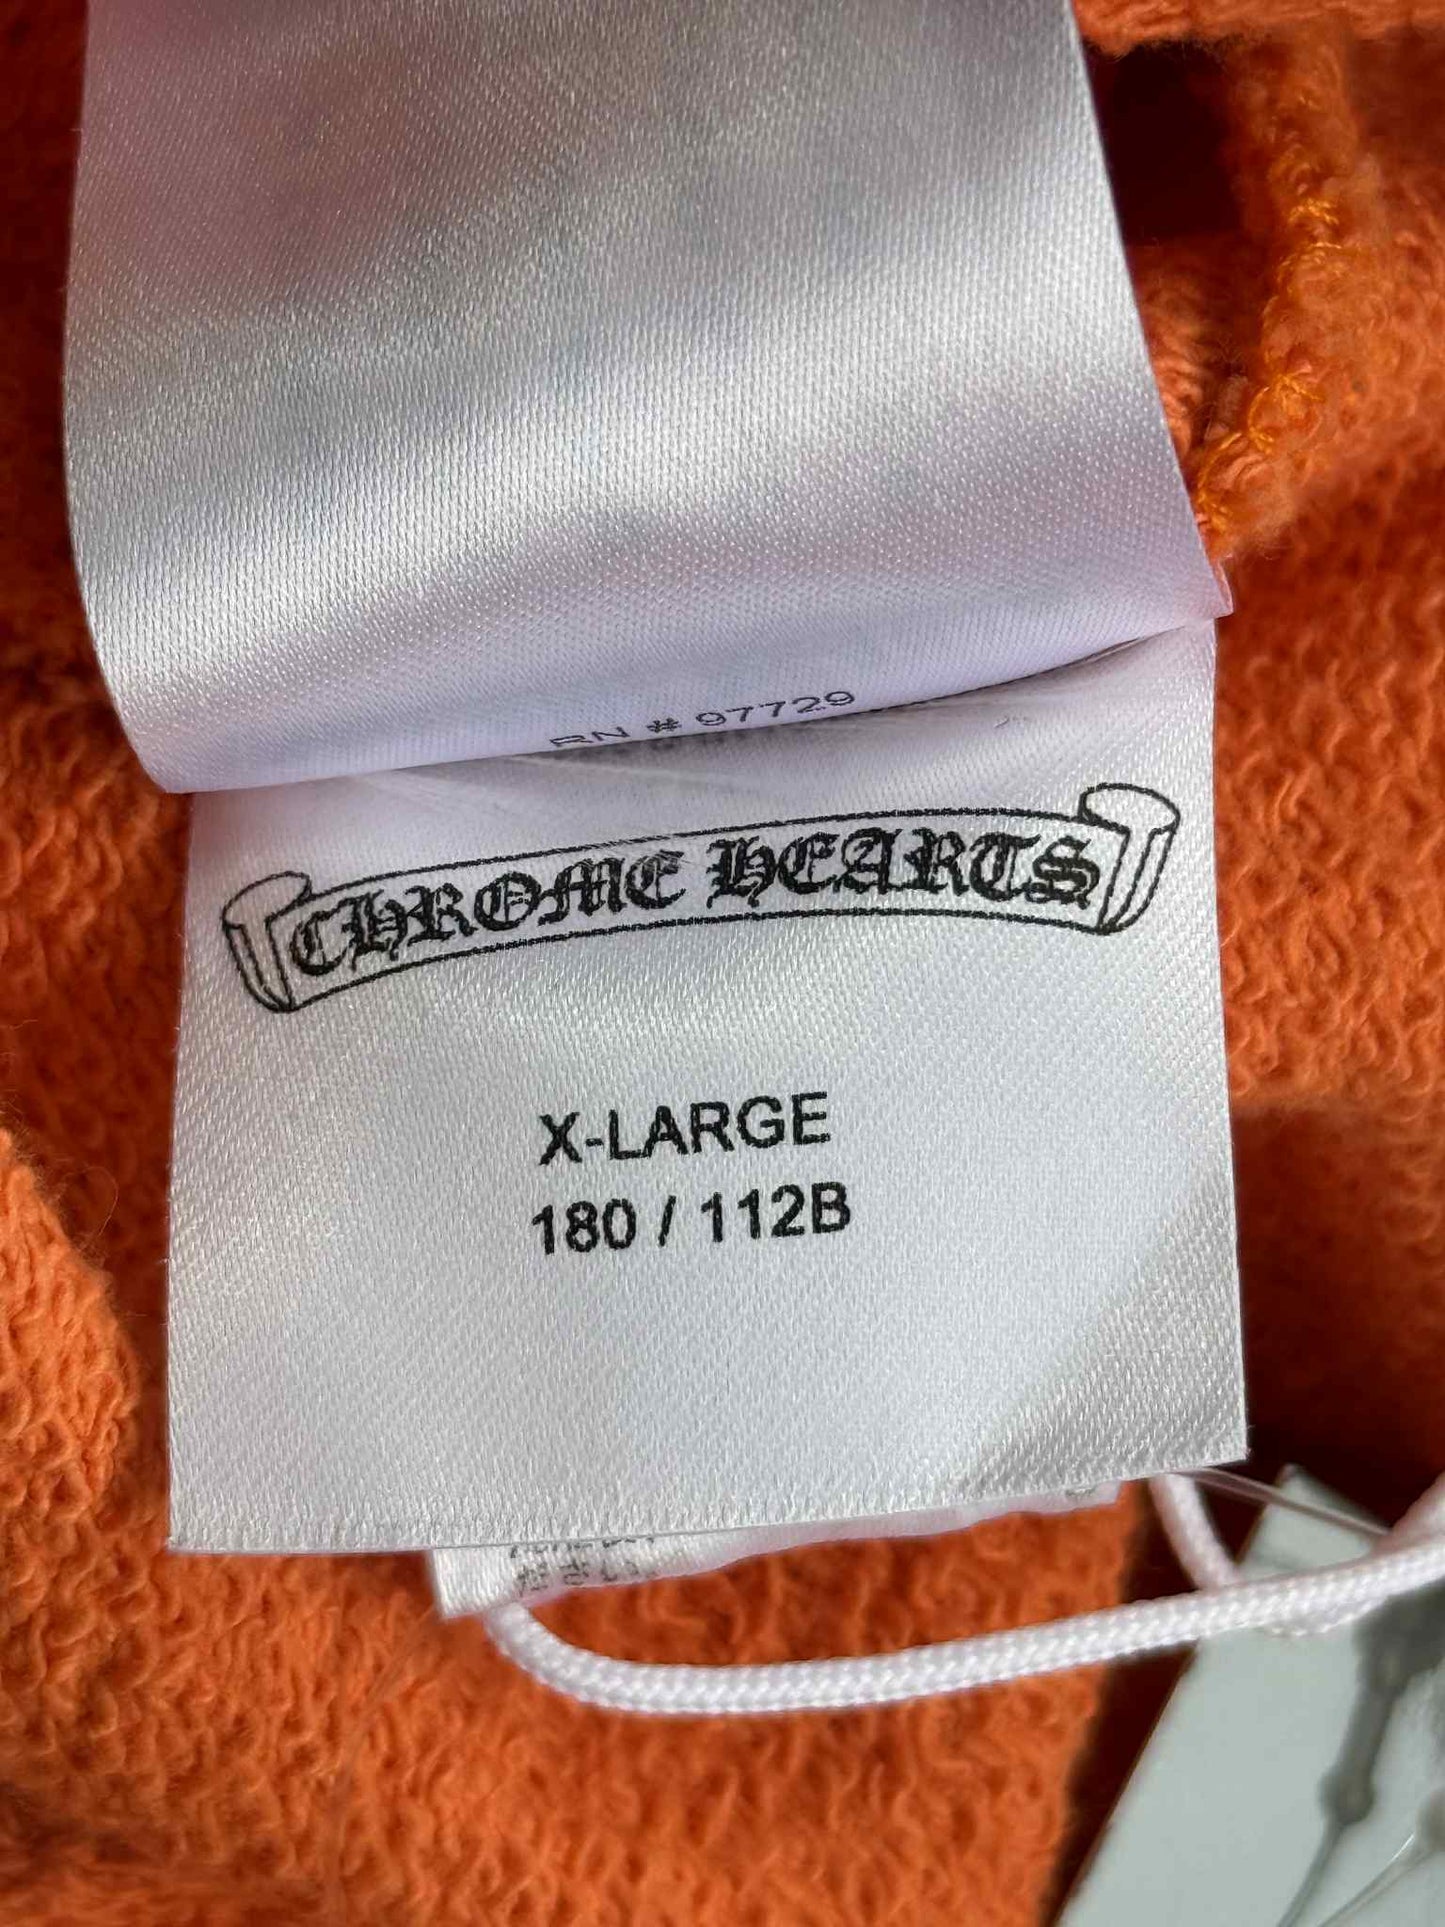 RN # 97729
CHROME HEARTS
X-LARGE
180 / 112B